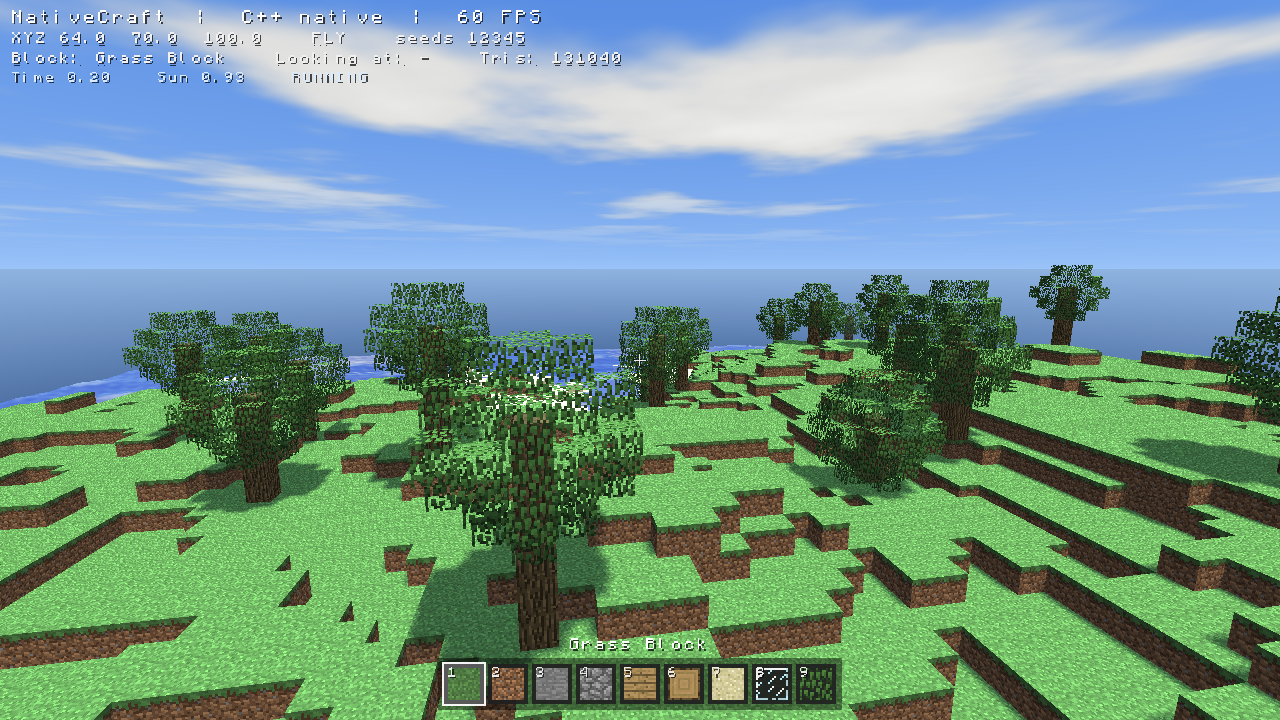 NativeCraft | C++ native | 60 FPS
XYZ 64.0 70.0 100.0 FLY seeds 12345
Block: Grass Block Looking at: - Tris: 131040
Time 0.20 Sun 0.93 RUNNING
Grass Block
1 2 3 4 5 6 7 8 9